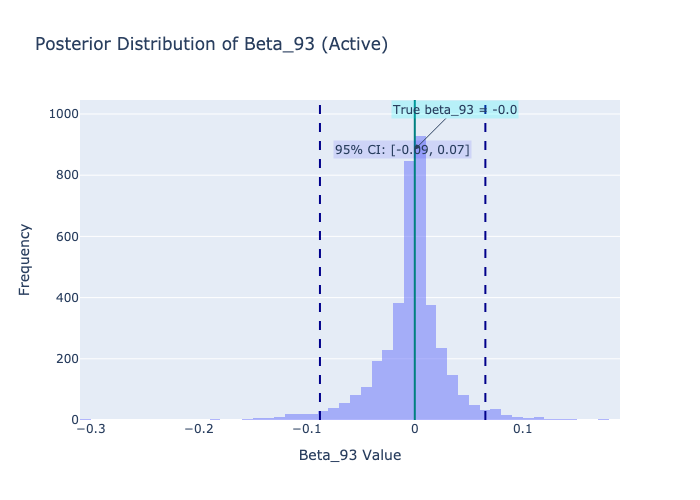 Posterior Distribution of Beta_93 (Active)
True beta_93 = -0.0
95% CI: [-0.09, 0.07]
1000
800
600
400
200
0
Frequency
−0.3
−0.2
−0.1
0
0.1
Beta_93 Value